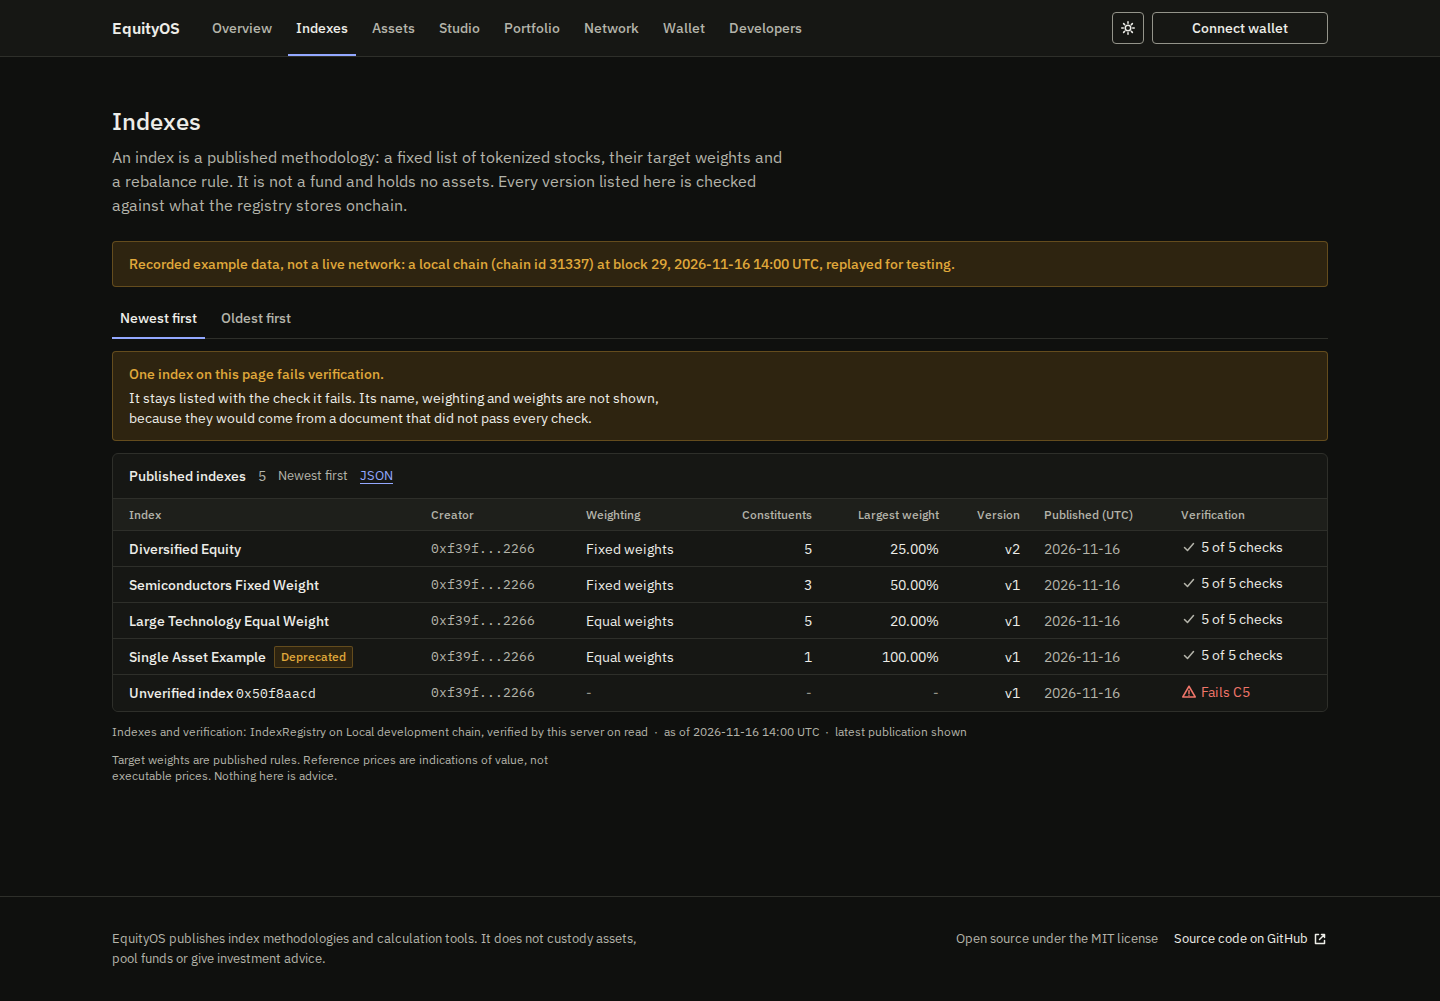 EquityOS Overview Indexes Assets Studio Portfolio Network Wallet Developers Connect wallet
Indexes
An index is a published methodology: a fixed list of tokenized stocks, their target weights and
a rebalance rule. It is not a fund and holds no assets. Every version listed here is checked
against what the registry stores onchain.
Recorded example data, not a live network: a local chain (chain id 31337) at block 29, 2026-11-16 14:00 UTC, replayed for testing.
Newest first Oldest first
One index on this page fails verification.
It stays listed with the check it fails. Its name, weighting and weights are not shown,
because they would come from a document that did not pass every check.
Published indexes 5 Newest first JSON
Index Creator Weighting Constituents Largest weight Version Published (UTC) Verification
Diversified Equity 0xf39f...2266 Fixed weights 5 25.00% v2 2026-11-16 5 of 5 checks
Semiconductors Fixed Weight 0xf39f...2266 Fixed weights 3 50.00% v1 2026-11-16 5 of 5 checks
Large Technology Equal Weight 0xf39f...2266 Equal weights 5 20.00% v1 2026-11-16 5 of 5 checks
Single Asset Example Deprecated 0xf39f...2266 Equal weights 1 100.00% v1 2026-11-16 5 of 5 checks
Unverified index 0x50f8aacd 0xf39f...2266 - - - v1 2026-11-16 Fails C5
Indexes and verification: IndexRegistry on Local development chain, verified by this server on read · as of 2026-11-16 14:00 UTC · latest publication shown
Target weights are published rules. Reference prices are indications of value, not
executable prices. Nothing here is advice.
EquityOS publishes index methodologies and calculation tools. It does not custody assets,
pool funds or give investment advice.
Open source under the MIT license Source code on GitHub